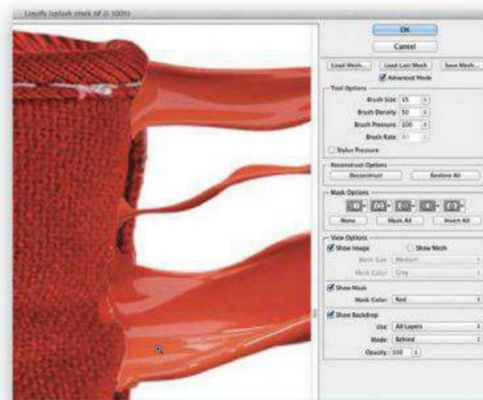 Liquify (splash stock.tif @ 100%)
OK
Cancel
Load Mesh... Load Last Mesh Save Mesh...
Advanced Mode
Tool Options
Brush Size: 15
Brush Density: 50
Brush Pressure: 100
Brush Rate:
Stylus Pressure
Reconstruct Options
Reconstruct... Restore All
Mask Options
None Mask All Invert All
View Options
Show Image Show Mesh
Mesh Size: Medium
Mesh Color: Gray
Show Mask
Mask Color: Red
Show Backdrop
Use: All Layers
Mode: Behind
Opacity: 100